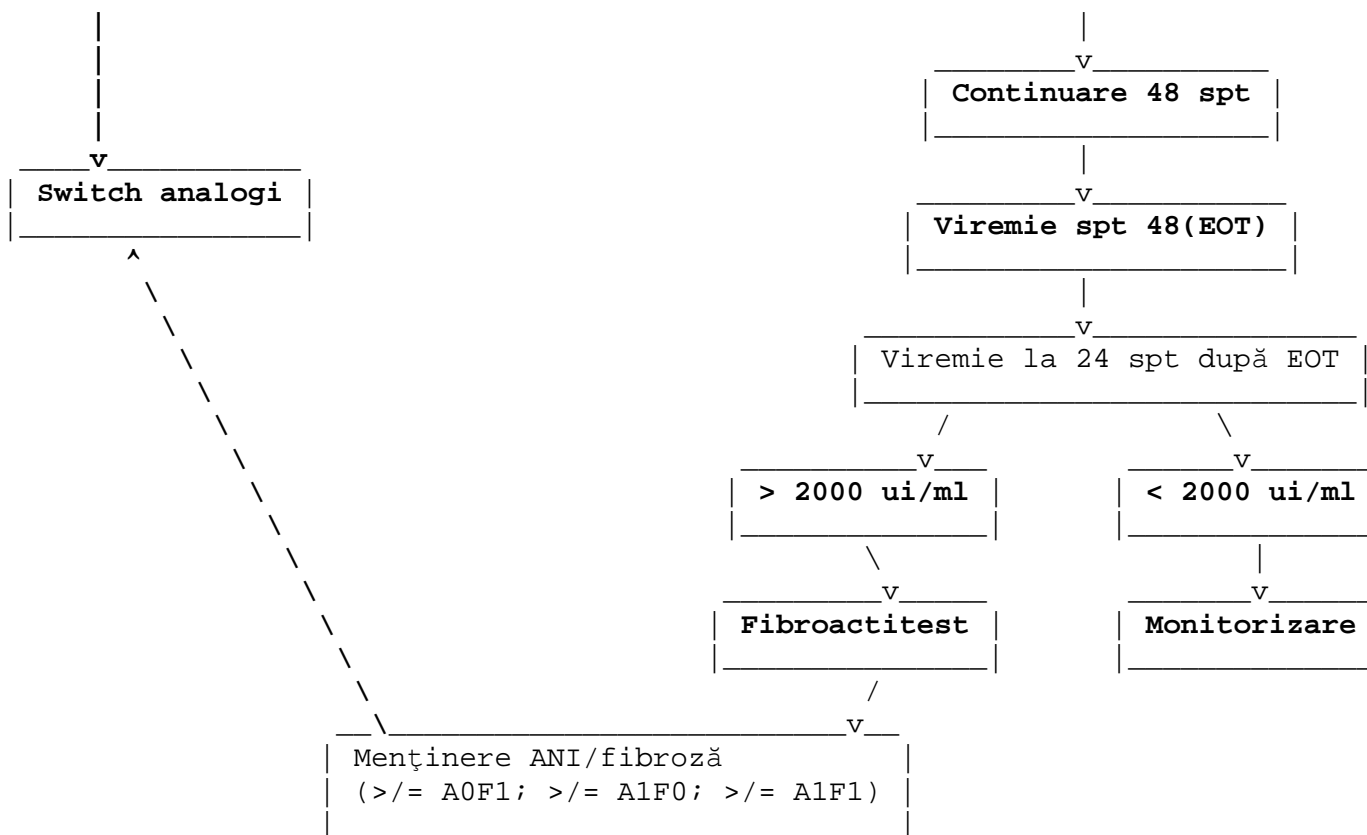 Continuare 48 spt
Switch analogi
Viremie spt 48(EOT)
Viremie la 24 spt după EOT
> 2000 ui/ml
< 2000 ui/ml
Fibroactitest
Monitorizare
Menţinere ANI/fibroză
(>/= A0F1; >/= A1F0; >/= A1F1)